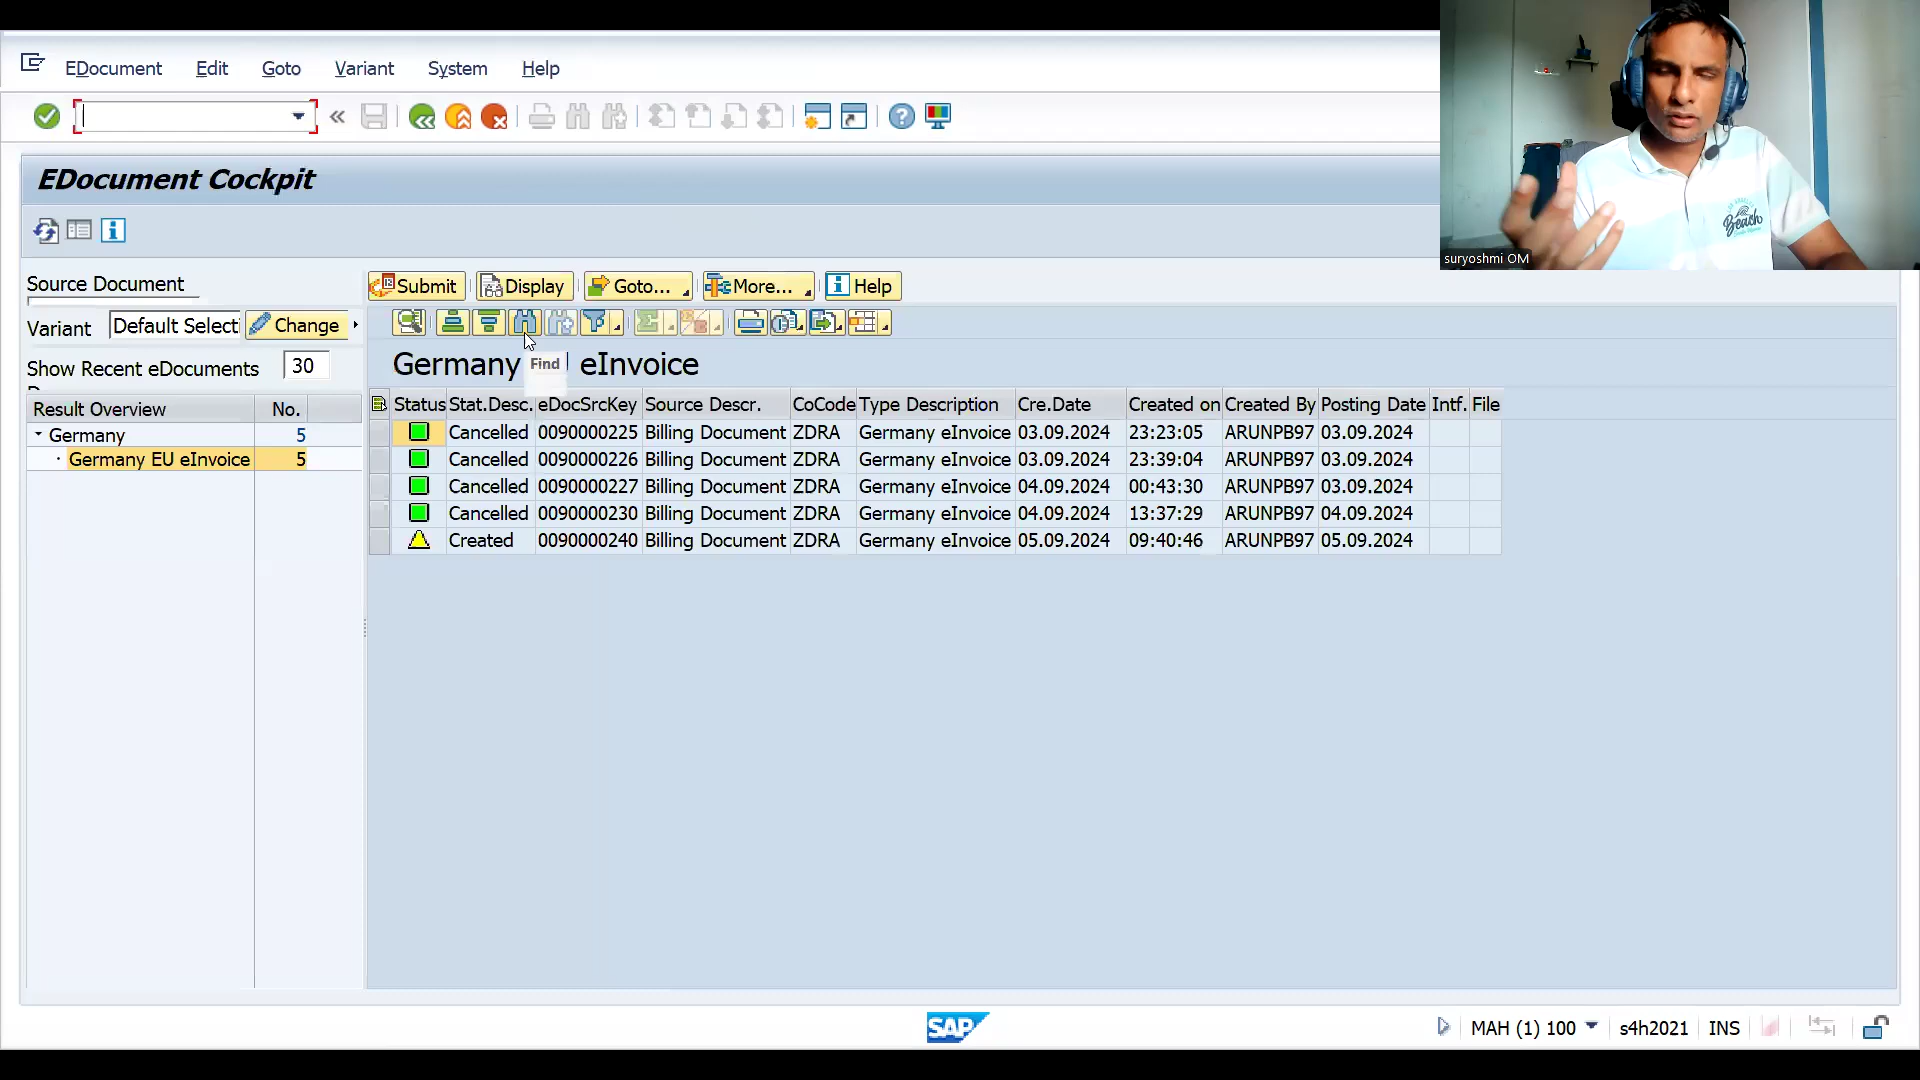 EDocument Edit Goto Variant System Help
EDocument Cockpit
suryoshmi OM
Beach
Source Document
Variant Default Selecti Change
Show Recent eDocuments 30
Result Overview No.
Germany 5
Germany EU eInvoice 5
Submit Display Goto... More... Help
Germany eInvoice
Find
Status Stat.Desc. eDocSrcKey Source Descr. CoCode Type Description Cre.Date Created on Created By Posting Date Intf. File
Cancelled 0090000225 Billing Document ZDRA Germany eInvoice 03.09.2024 23:23:05 ARUNPB97 03.09.2024
Cancelled 0090000226 Billing Document ZDRA Germany eInvoice 03.09.2024 23:39:04 ARUNPB97 03.09.2024
Cancelled 0090000227 Billing Document ZDRA Germany eInvoice 04.09.2024 00:43:30 ARUNPB97 03.09.2024
Cancelled 0090000230 Billing Document ZDRA Germany eInvoice 04.09.2024 13:37:29 ARUNPB97 04.09.2024
Created 0090000240 Billing Document ZDRA Germany eInvoice 05.09.2024 09:40:46 ARUNPB97 05.09.2024
SAP MAH (1) 100 s4h2021 INS